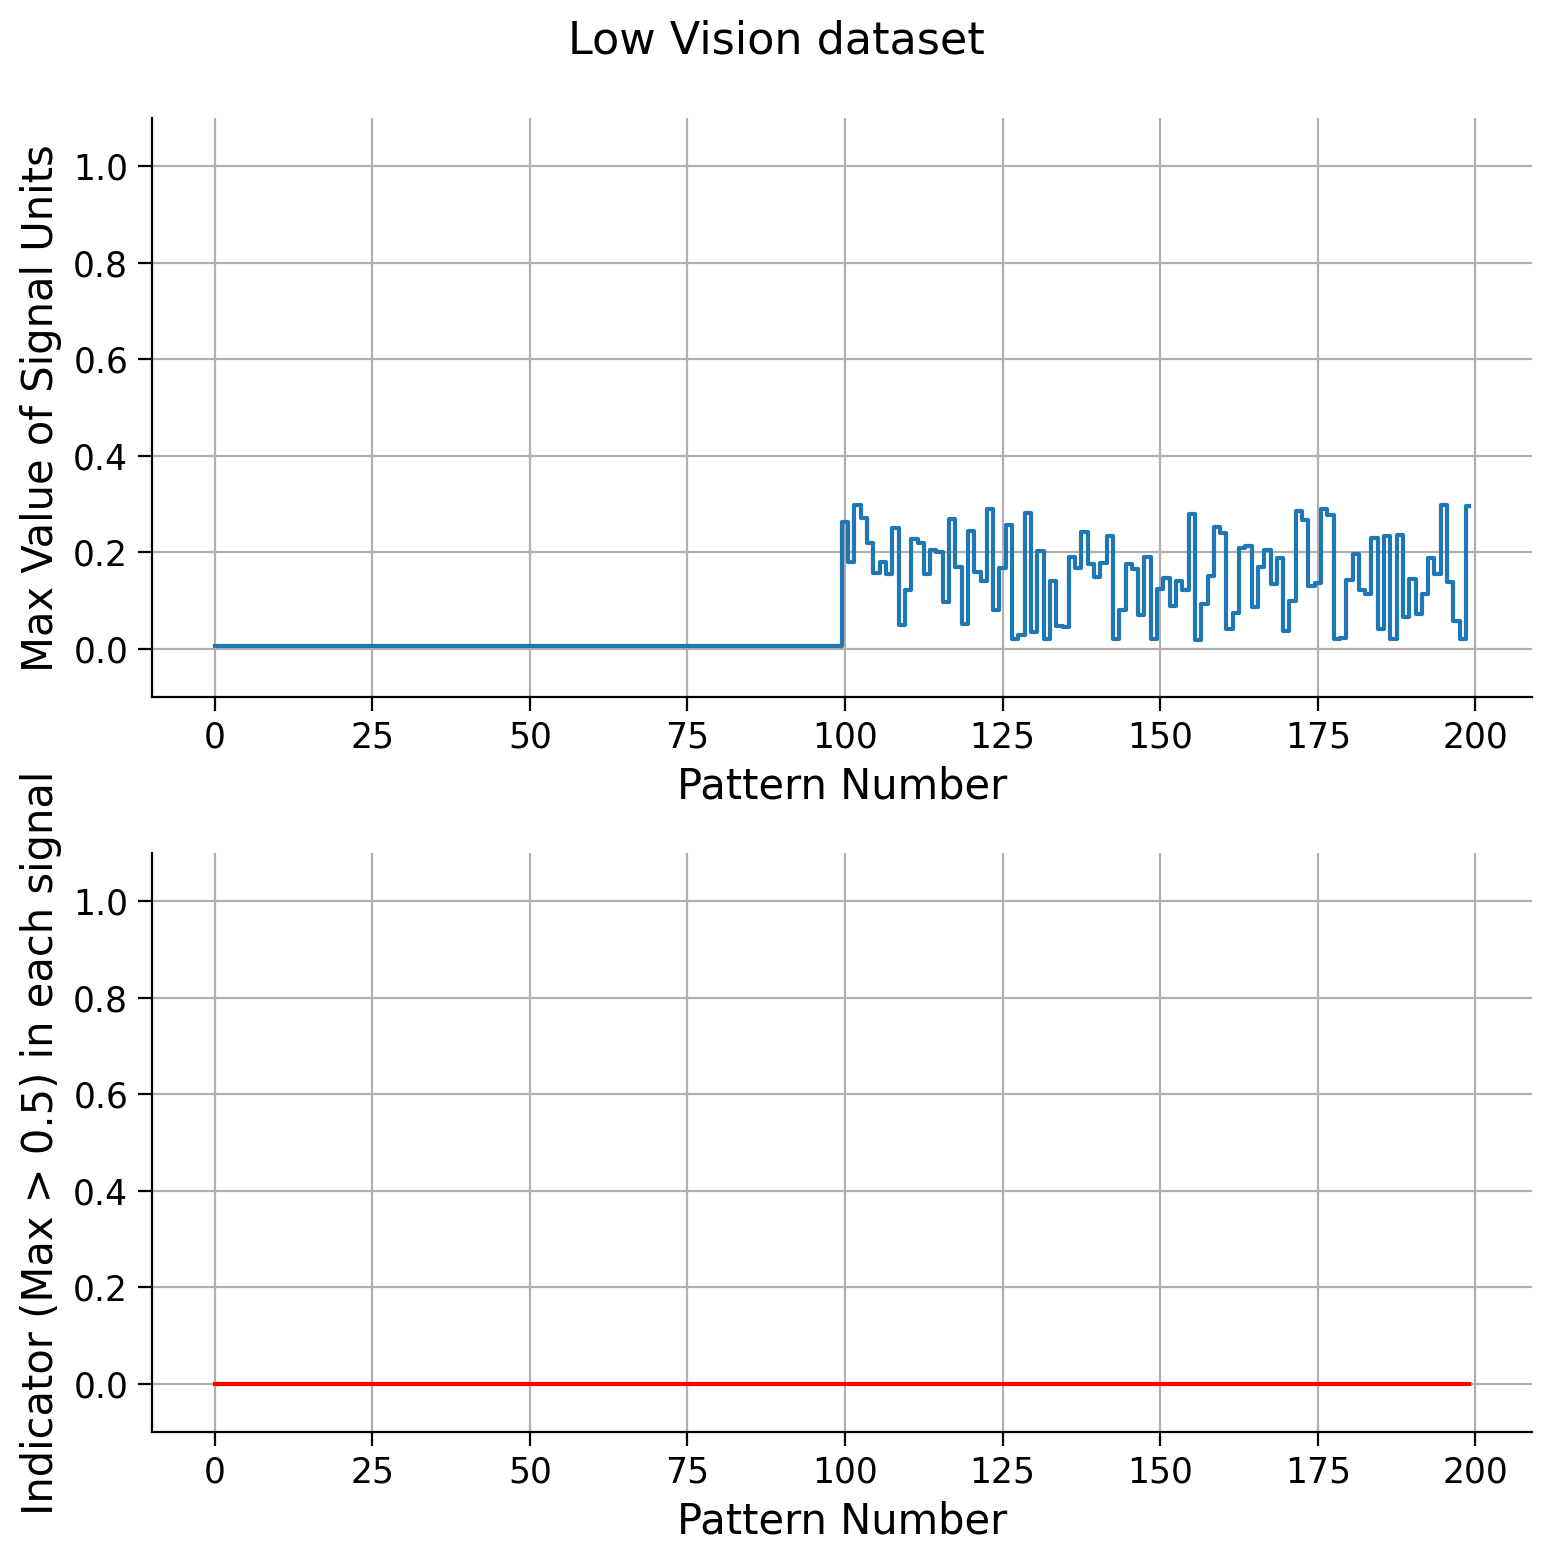 Low Vision dataset
Max Value of Signal Units
1.0
0.8
0.6
0.4
0.2
0.0
0 25 50 75 100 125 150 175 200
Pattern Number
Indicator (Max > 0.5) in each signal
1.0
0.8
0.6
0.4
0.2
0.0
0 25 50 75 100 125 150 175 200
Pattern Number